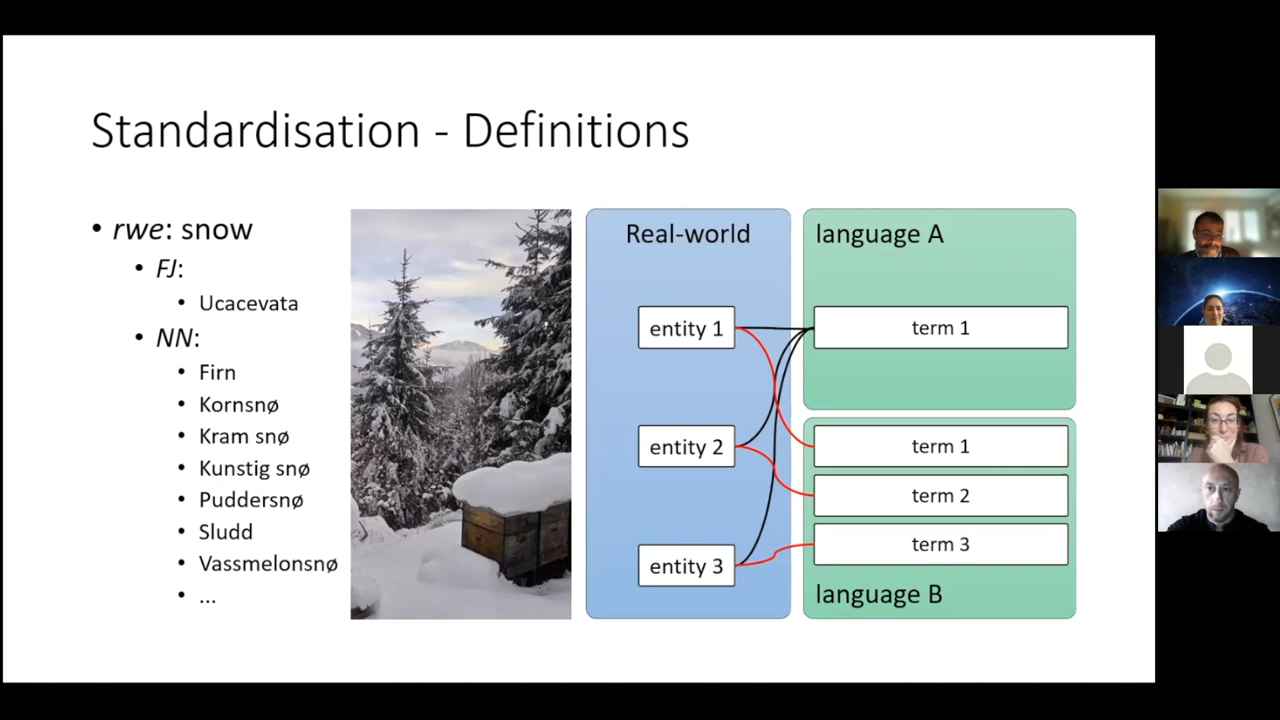 Standardisation - Definitions
• rwe: snow
• FJ:
• Ucacevata
• NN:
• Firn
• Kornsnø
• Kram snø
• Kunstig snø
• Puddersnø
• Sludd
• Vassmelonsnø
• ...
Real-world
entity 1
entity 2
entity 3
language A
term 1
term 1
term 2
term 3
language B